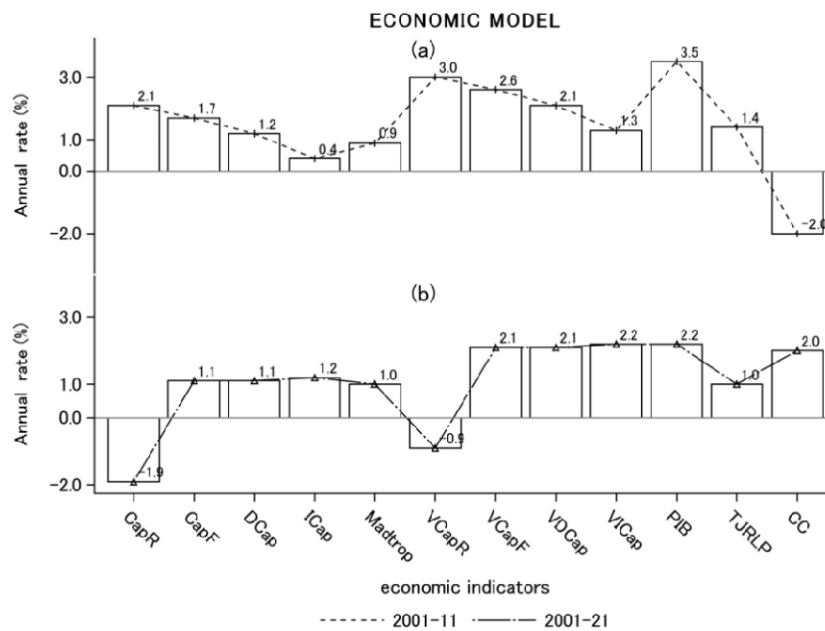 ECONOMIC MODEL
(a)
Annual rate (%)
3.0
1.0
0.0
-2.0
2.1
1.7
1.2
0.4
0.9
3.0
2.6
2.1
1.3
3.5
1.4
-2.0
(b)
Annual rate (%)
3.0
1.0
0.0
-2.0
-1.9
1.1
1.1
1.2
1.0
-0.9
2.1
2.1
2.2
2.2
1.0
2.0
CapR
CapF
DCap
ICap
Madtrop
VCapR
VCapF
VDCap
VICap
PIB
TJRLP
CC
economic indicators
2001-11 2001-21